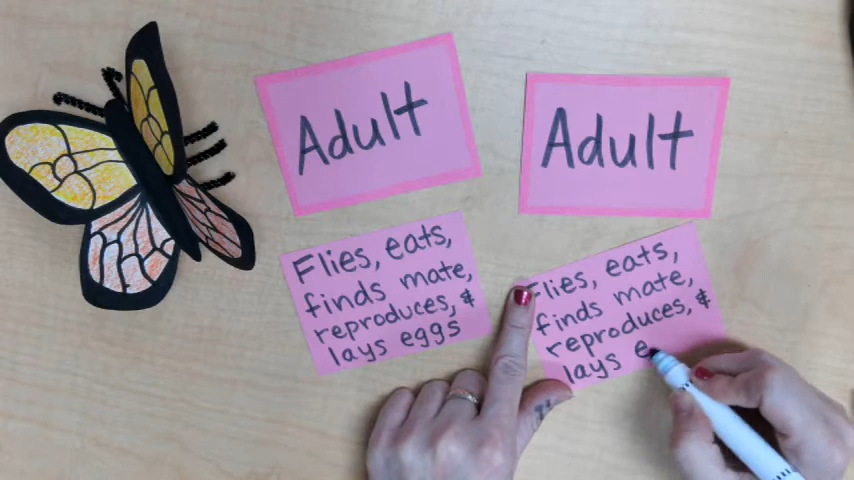 Adult
Flies, eats,
finds mate,
reproduces, &
lays eggs
Adult
Flies, eats,
finds mate,
reproduces, &
lays e